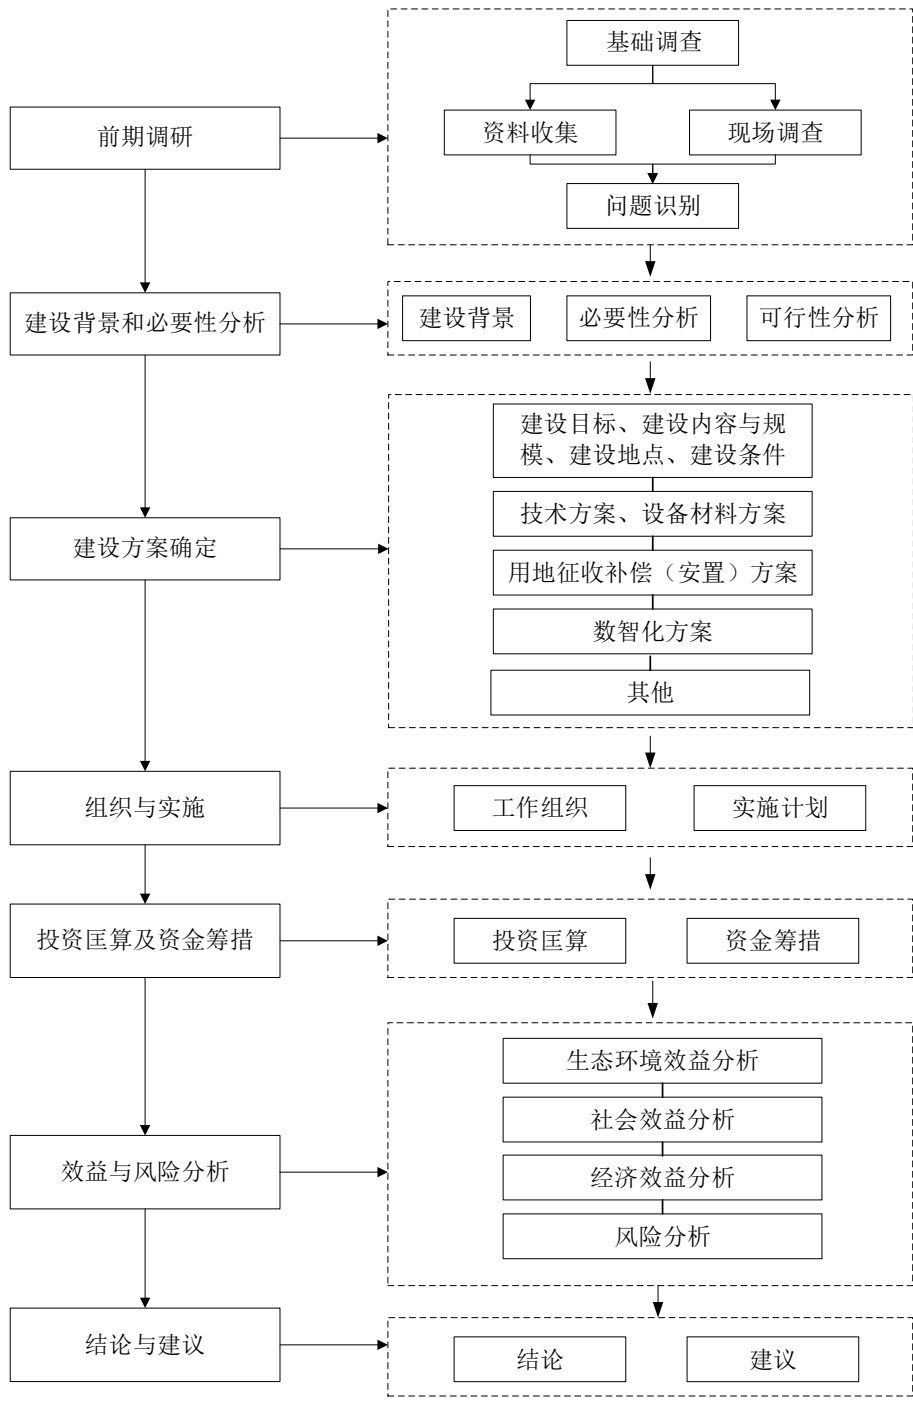 基础调查
前期调研
资料收集
现场调查
问题识别
建设背景和必要性分析
建设背景
必要性分析
可行性分析
建设目标、建设内容与规
模、建设地点、建设条件
技术方案、设备材料方案
建设方案确定
用地征收补偿（安置）方案
数智化方案
其他
组织与实施
工作组织
实施计划
投资匡算及资金筹措
投资匡算
资金筹措
生态环境效益分析
社会效益分析
效益与风险分析
经济效益分析
风险分析
结论与建议
结论
建议